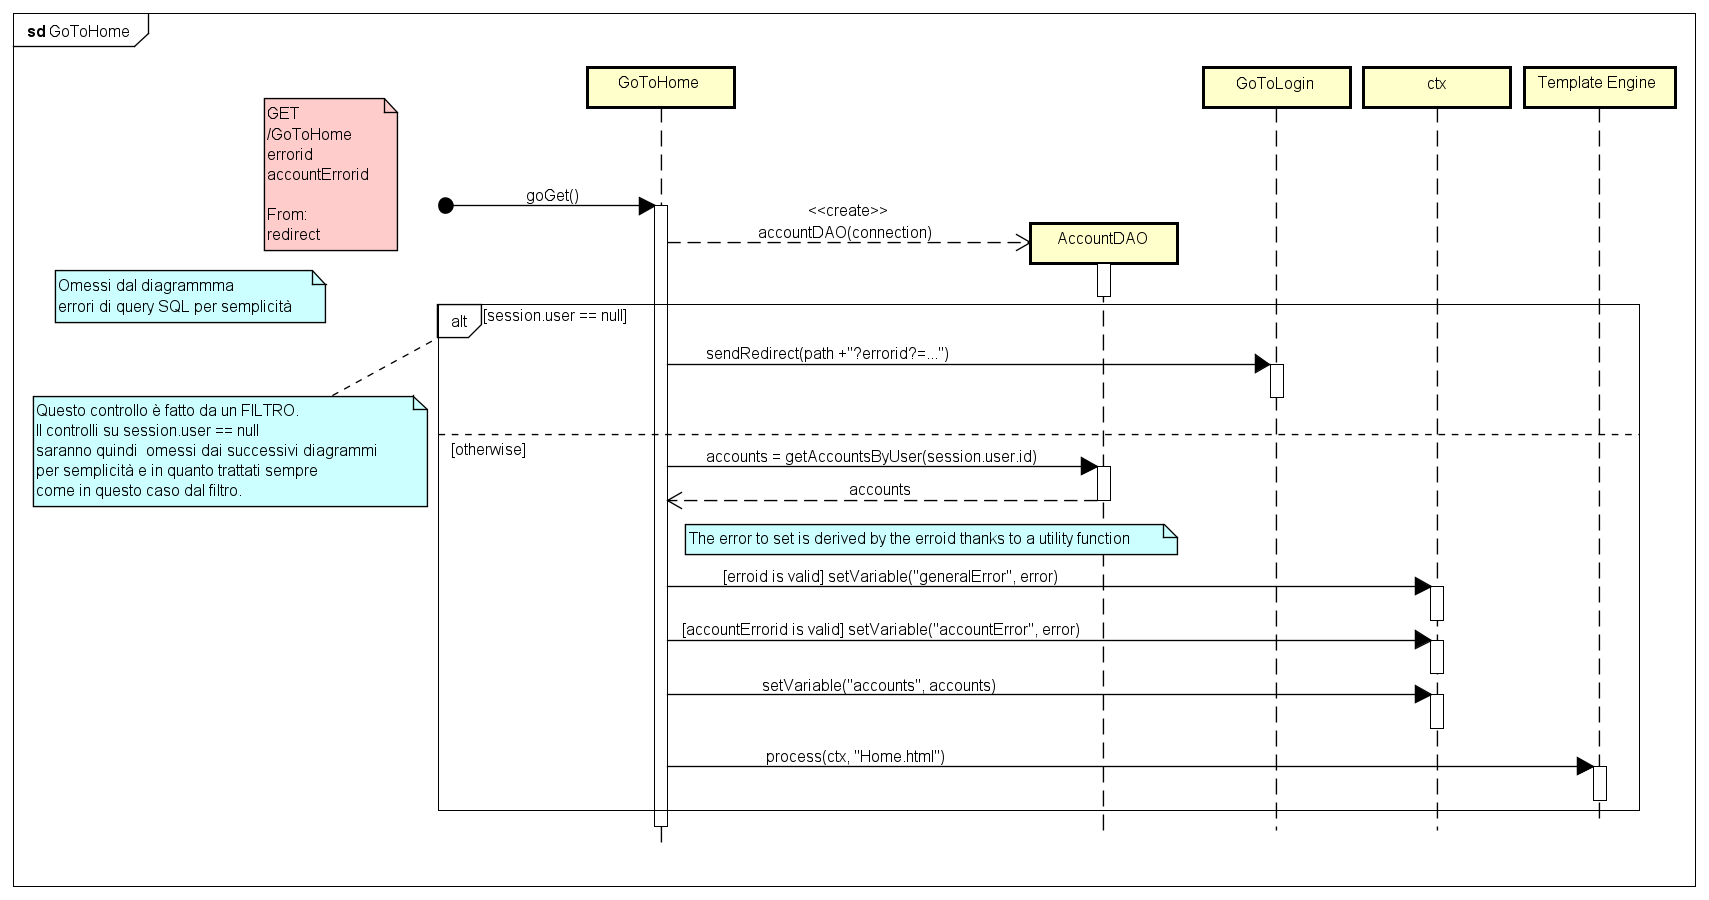 sd GoToHome
GoToHome
GoToLogin
ctx
Template Engine
GET
/GoToHome
errorid
accountErrorid
From:
redirect
goGet()
<<create>>
accountDAO(connection)
AccountDAO
Omessi dal diagrammma
errori di query SQL per semplicità
alt
[session.user == null]
sendRedirect(path +"?errorid?=...")
Questo controllo è fatto da un FILTRO.
Il controlli su session.user == null
saranno quindi omessi dai successivi diagrammi
per semplicità e in quanto trattati sempre
come in questo caso dal filtro.
[otherwise]
accounts = getAccountsByUser(session.user.id)
accounts
The error to set is derived by the erroid thanks to a utility function
[erroid is valid] setVariable("generalError", error)
[accountErrorid is valid] setVariable("accountError", error)
setVariable("accounts", accounts)
process(ctx, "Home.html")